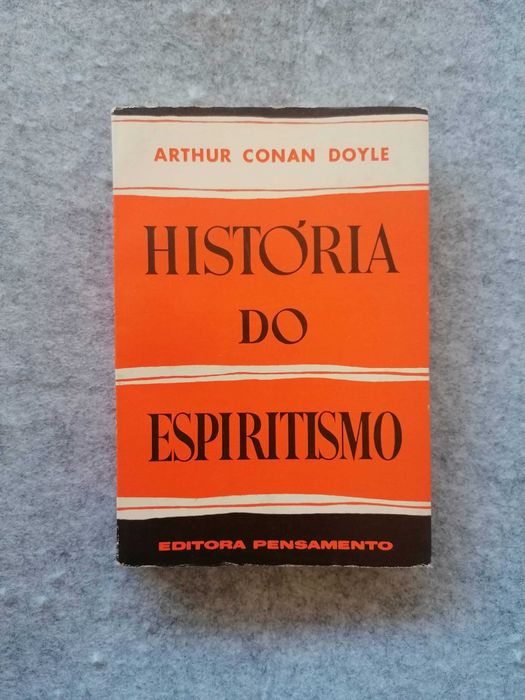 ARTHUR CONAN DOYLE
HISTÓRIA
DO
ESPIRITISMO
EDITORA PENSAMENTO